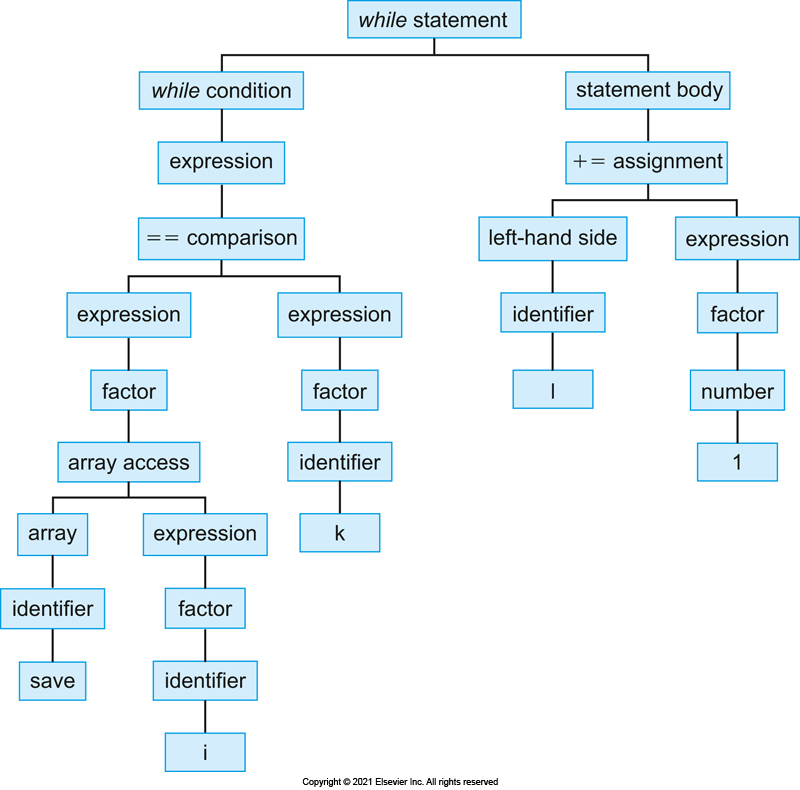 while statement
while condition
statement body
expression
+= assignment
== comparison
left-hand side
expression
expression
expression
identifier
factor
factor
factor
l
number
array access
identifier
1
array
expression
k
identifier
factor
save
identifier
i
Copyright © 2021 Elsevier Inc. All rights reserved